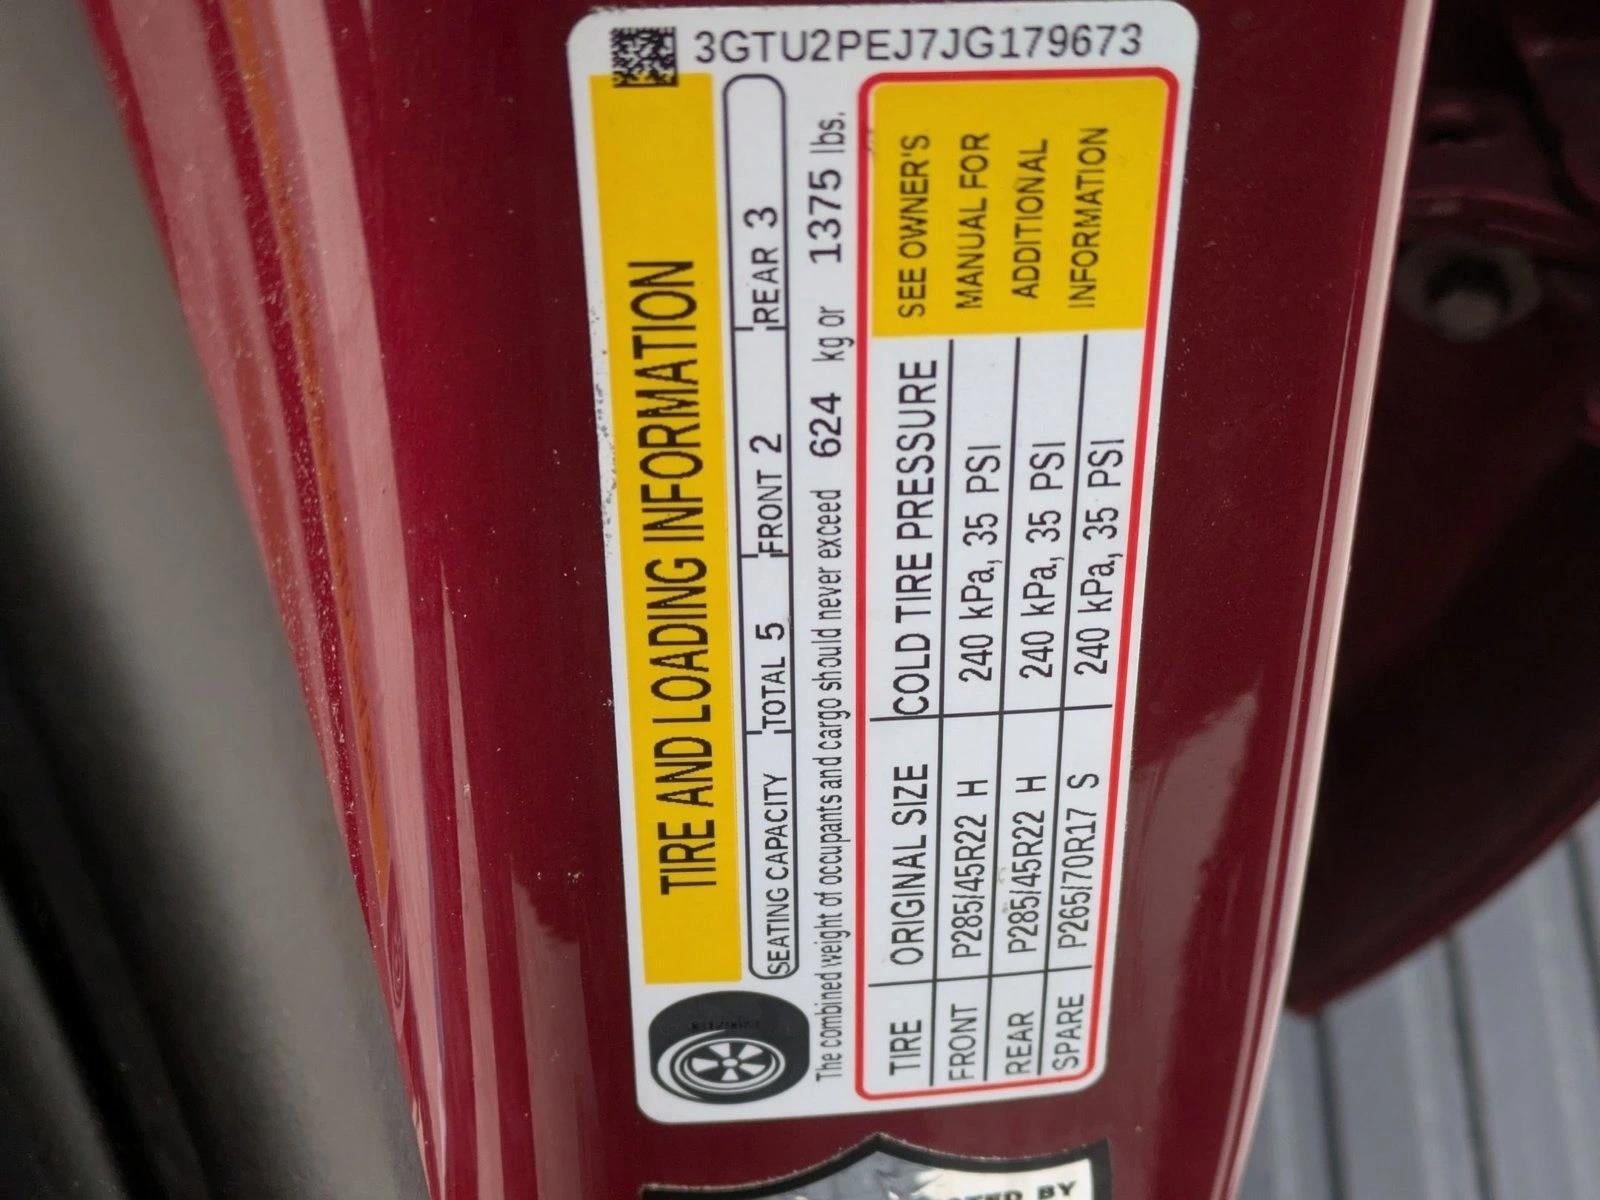 3GTU2PEJ7JG179673
TIRE AND LOADING INFORMATION
SEATING CAPACITY TOTAL 5 FRONT 2 REAR 3
The combined weight of occupants and cargo should never exceed 624 kg or 1375 lbs.
TIRE ORIGINAL SIZE COLD TIRE PRESSURE
FRONT P285/45R22 H 240 kPa, 35 PSI
REAR P285/45R22 H 240 kPa, 35 PSI
SPARE P265/70R17 S 240 kPa, 35 PSI
SEE OWNER'S
MANUAL FOR
ADDITIONAL
INFORMATION
BY